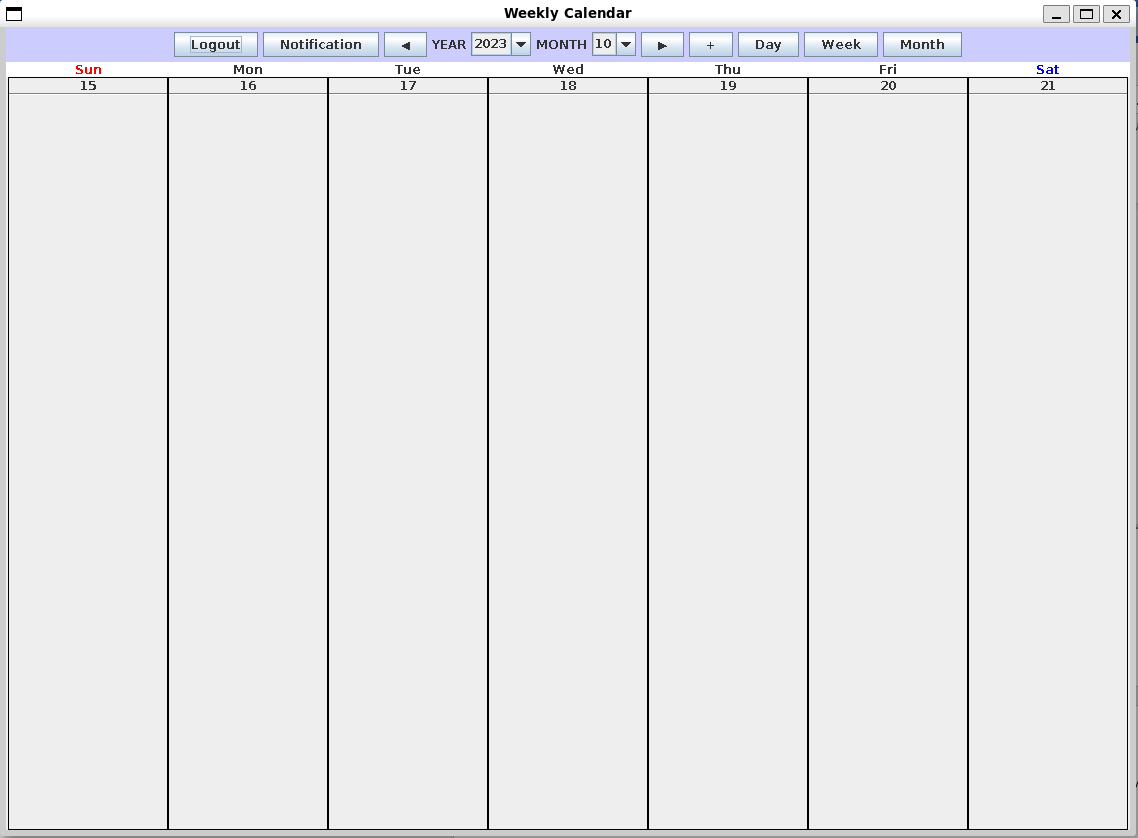 Weekly Calendar
Logout Notification ◄ YEAR 2023 MONTH 10 ► + Day Week Month
Sun Mon Tue Wed Thu Fri Sat
15 16 17 18 19 20 21